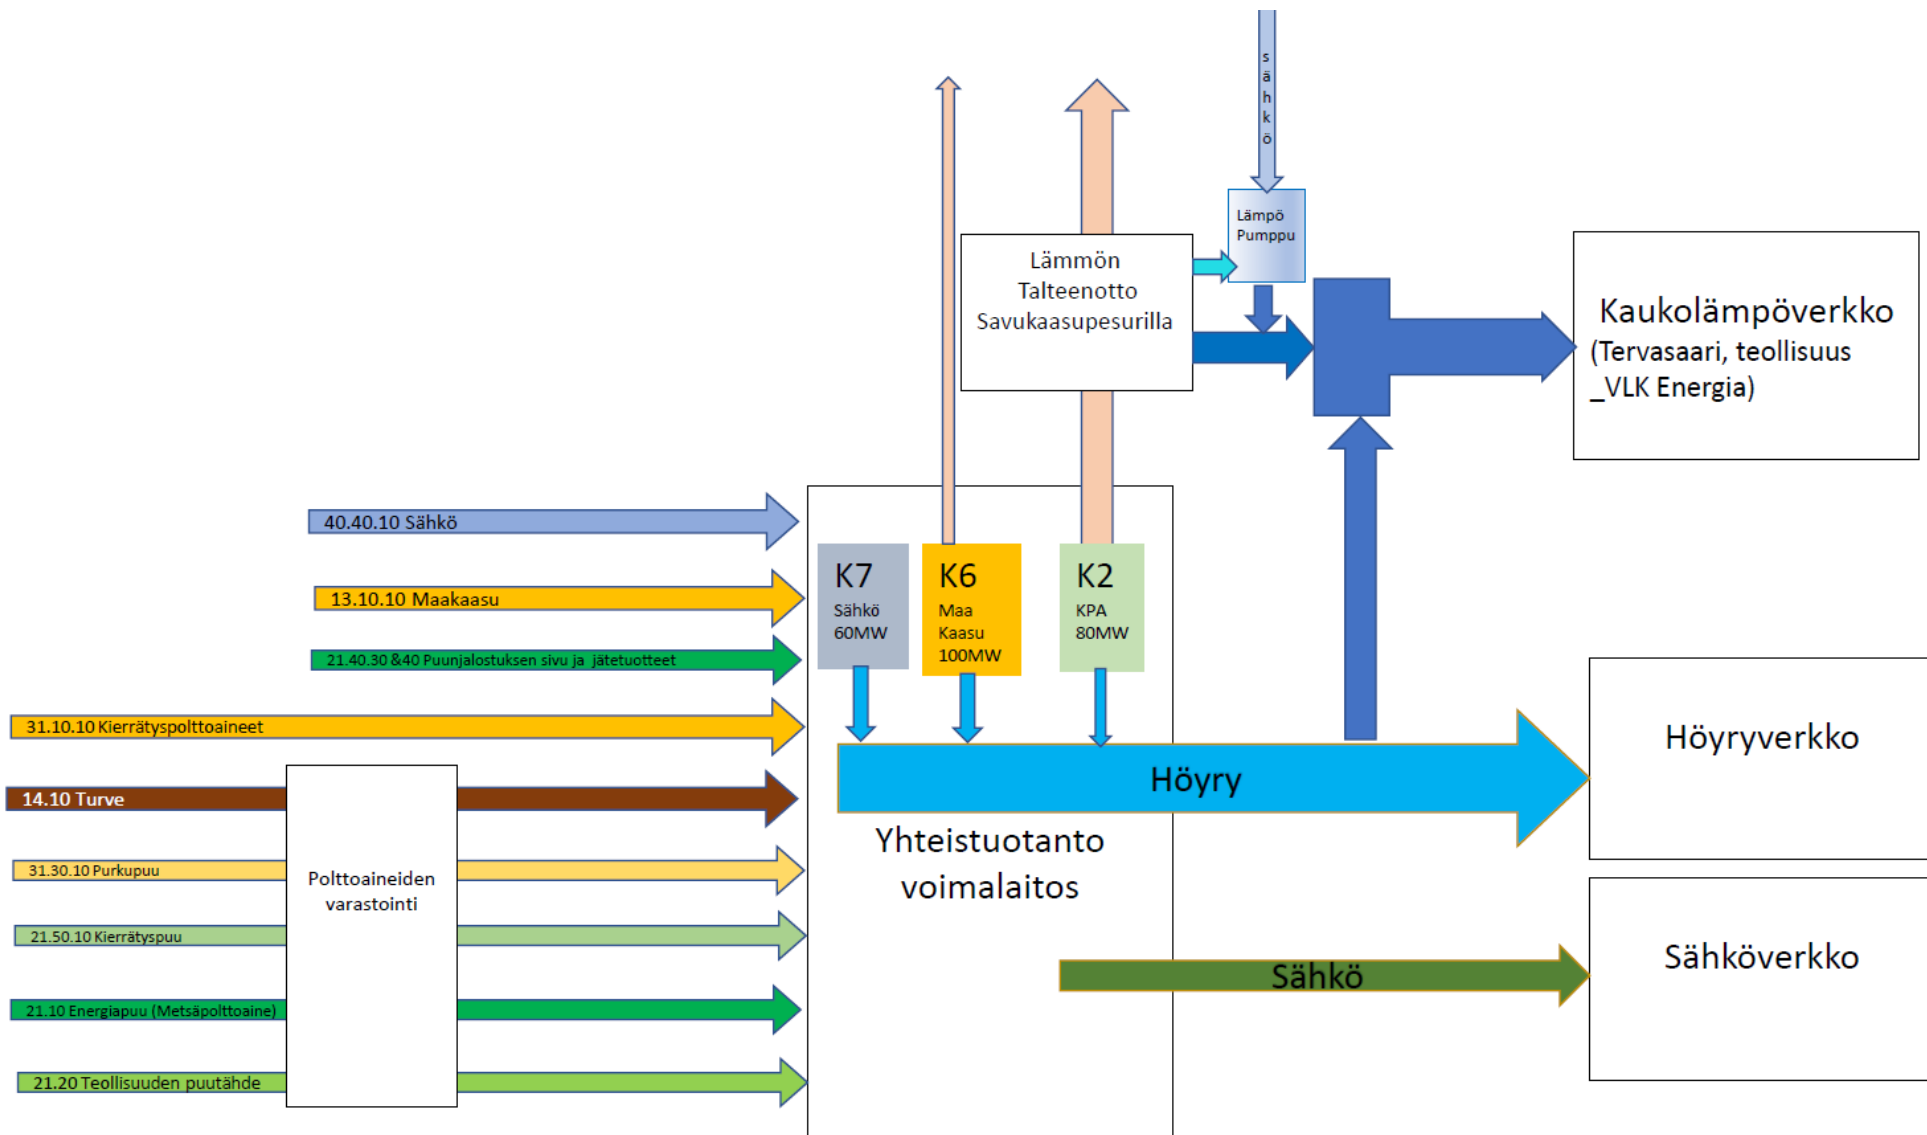 sähkö
Lämpö
Pumppu
Lämmön
Talteenotto
Savukaasupesurilla
Kaukolämpöverkko
(Tervasaari, teollisuus
_VLK Energia)
40.40.10 Sähkö
13.10.10 Maakaasu
21.40.30 &40 Puunjalostuksen sivu ja jätetuotteet
31.10.10 Kierrätyspolttoaineet
14.10 Turve
31.30.10 Purkupuu
21.50.10 Kierrätyspuu
21.10 Energiapuu (Metsäpolttoaine)
21.20 Teollisuuden puutähde
Polttoaineiden
varastointi
K7
Sähkö
60MW
K6
Maa
Kaasu
100MW
K2
KPA
80MW
Höyry
Yhteistuotanto
voimalaitos
Sähkö
Höyryverkko
Sähköverkko